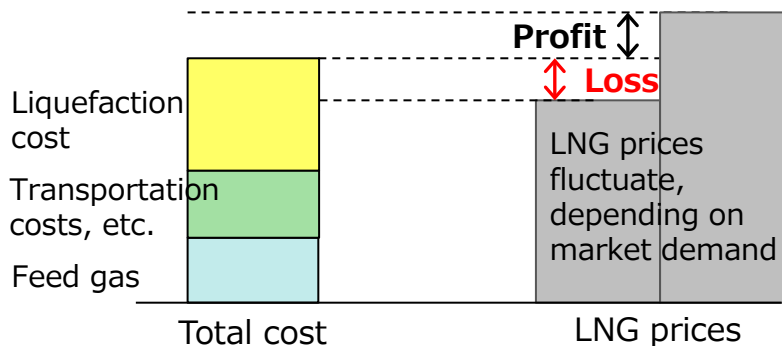 Profit
Loss
Liquefaction
cost
Transportation
costs, etc.
Feed gas
LNG prices
fluctuate,
depending on
market demand
Total cost
LNG prices